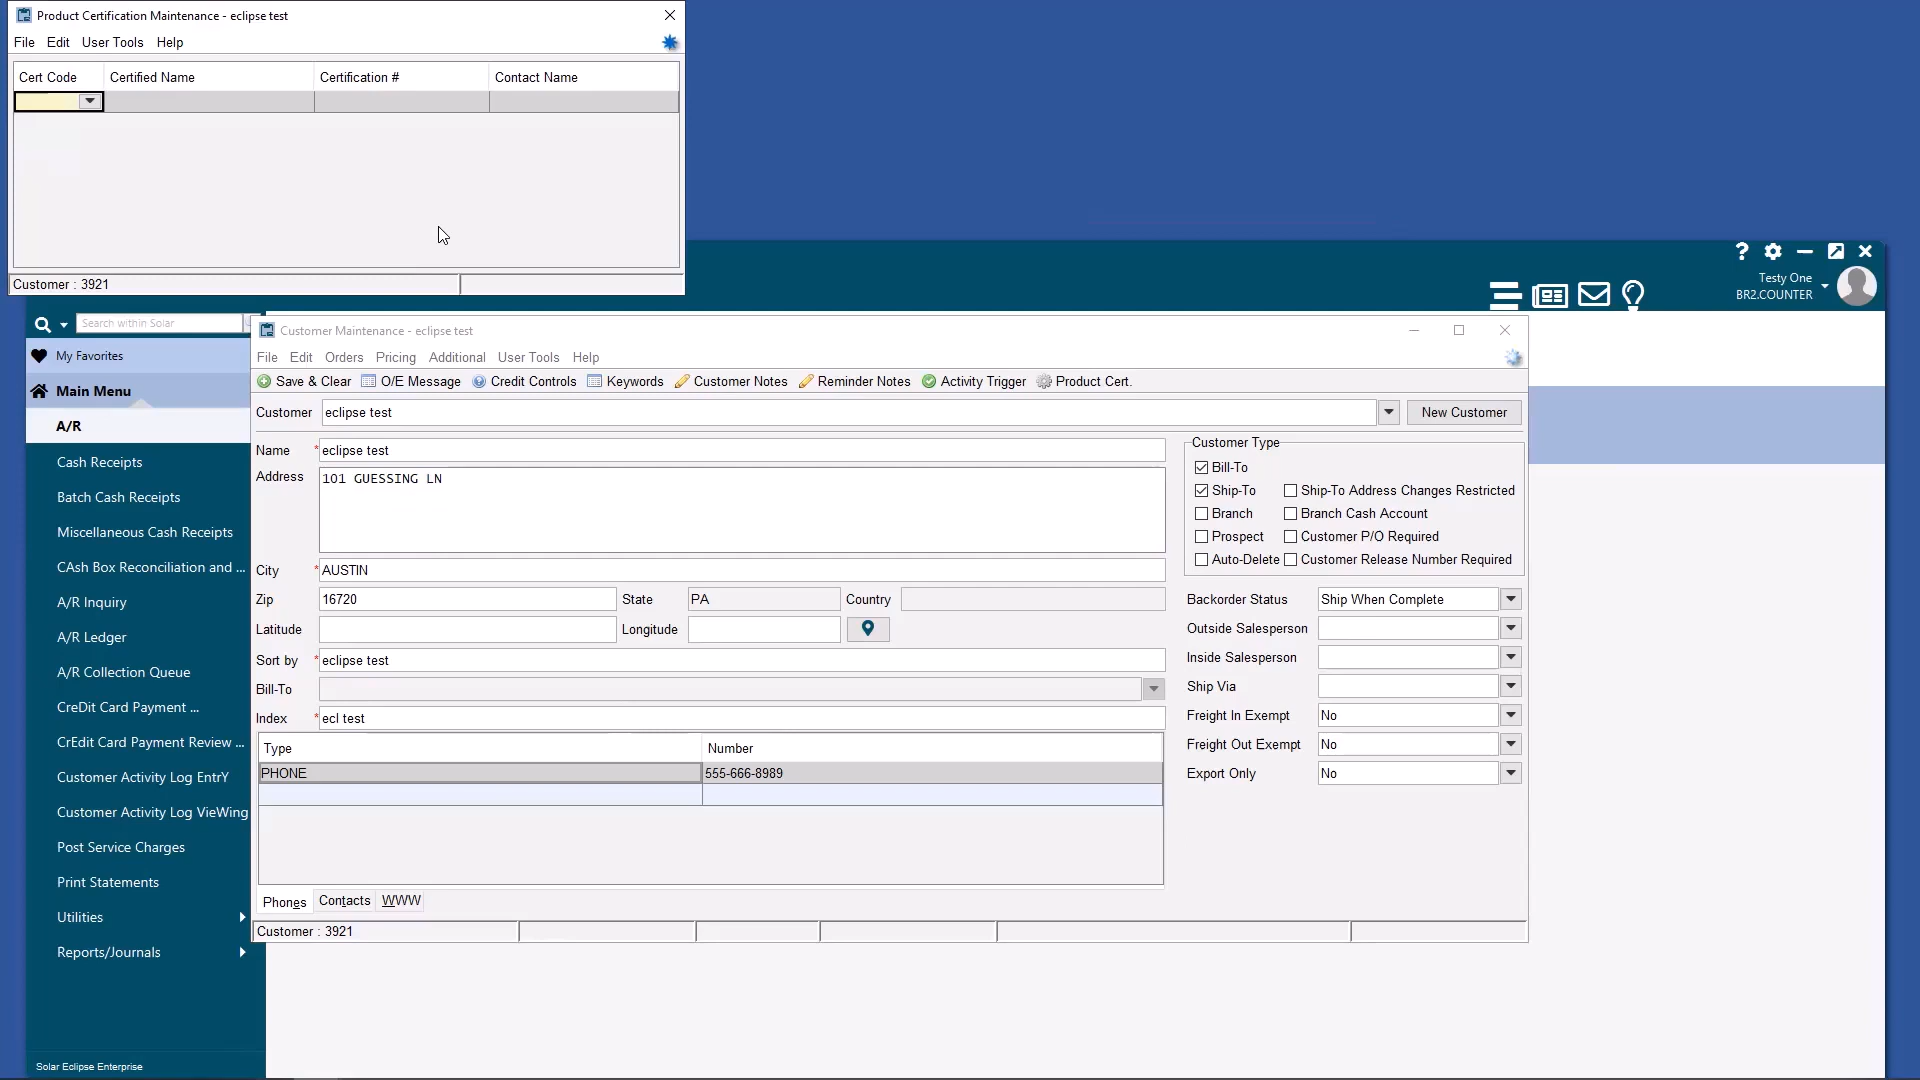 Product Certification Maintenance - eclipse test
File Edit User Tools Help
Cert Code Certified Name Certification # Contact Name
Customer : 3921
Testy One
BR2.COUNTER
Search within Solar
My Favorites
Main Menu
A/R
Cash Receipts
Batch Cash Receipts
Miscellaneous Cash Receipts
CAsh Box Reconciliation and ...
A/R Inquiry
A/R Ledger
A/R Collection Queue
CreDit Card Payment ...
CrEdit Card Payment Review ...
Customer Activity Log EntrY
Customer Activity Log VieWing
Post Service Charges
Print Statements
Utilities
Reports/Journals
Solar Eclipse Enterprise
Customer Maintenance - eclipse test
File Edit Orders Pricing Additional User Tools Help
Save & Clear O/E Message Credit Controls Keywords Customer Notes Reminder Notes Activity Trigger Product Cert.
Customer eclipse test New Customer
Name * eclipse test
Address 101 GUESSING LN
City * AUSTIN
Zip 16720 State PA Country
Latitude Longitude
Sort by * eclipse test
Bill-To
Index * ecl test
Type Number
PHONE 555-666-8989
Phones Contacts WWW
Customer : 3921
Customer Type
Bill-To
Ship-To Ship-To Address Changes Restricted
Branch Branch Cash Account
Prospect Customer P/O Required
Auto-Delete Customer Release Number Required
Backorder Status Ship When Complete
Outside Salesperson
Inside Salesperson
Ship Via
Freight In Exempt No
Freight Out Exempt No
Export Only No